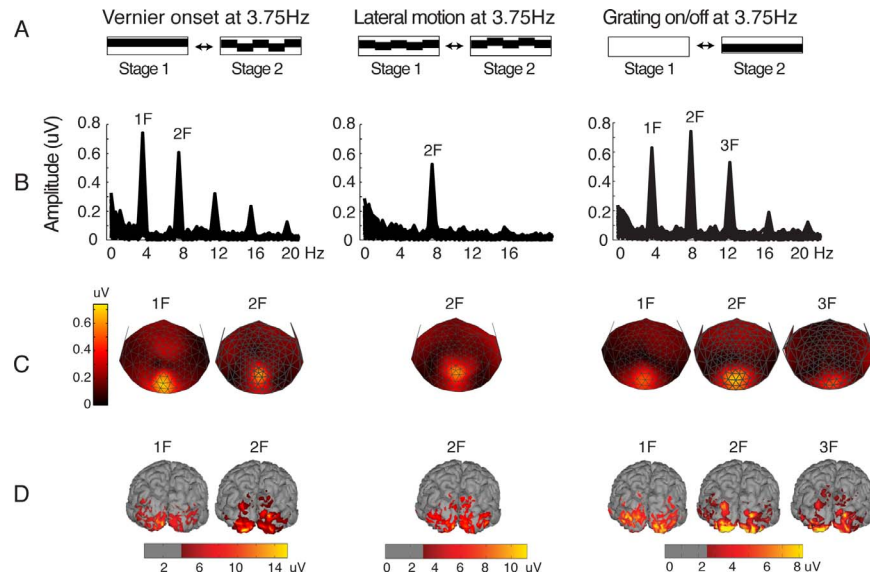 A
Vernier onset at 3.75Hz
Lateral motion at 3.75Hz
Grating on/off at 3.75Hz
Stage 1
Stage 2
Stage 1
Stage 2
Stage 1
Stage 2
B
Amplitude (uV)
0.8
0.6
0.4
0.2
0
1F
2F
0 4 8 12 16 20 Hz
0.8
0.6
0.4
0.2
0
2F
0 4 8 12 16 Hz
0.8
0.6
0.4
0.2
0
1F
2F
3F
0 4 8 12 16 20 Hz
C
uV
0.6
0.4
0.2
0
1F
2F
2F
1F
2F
3F
D
1F
2F
2F
1F
2F
3F
2 6 10 14 uV
2 6 10 uV
0 2 4 6 8 uV